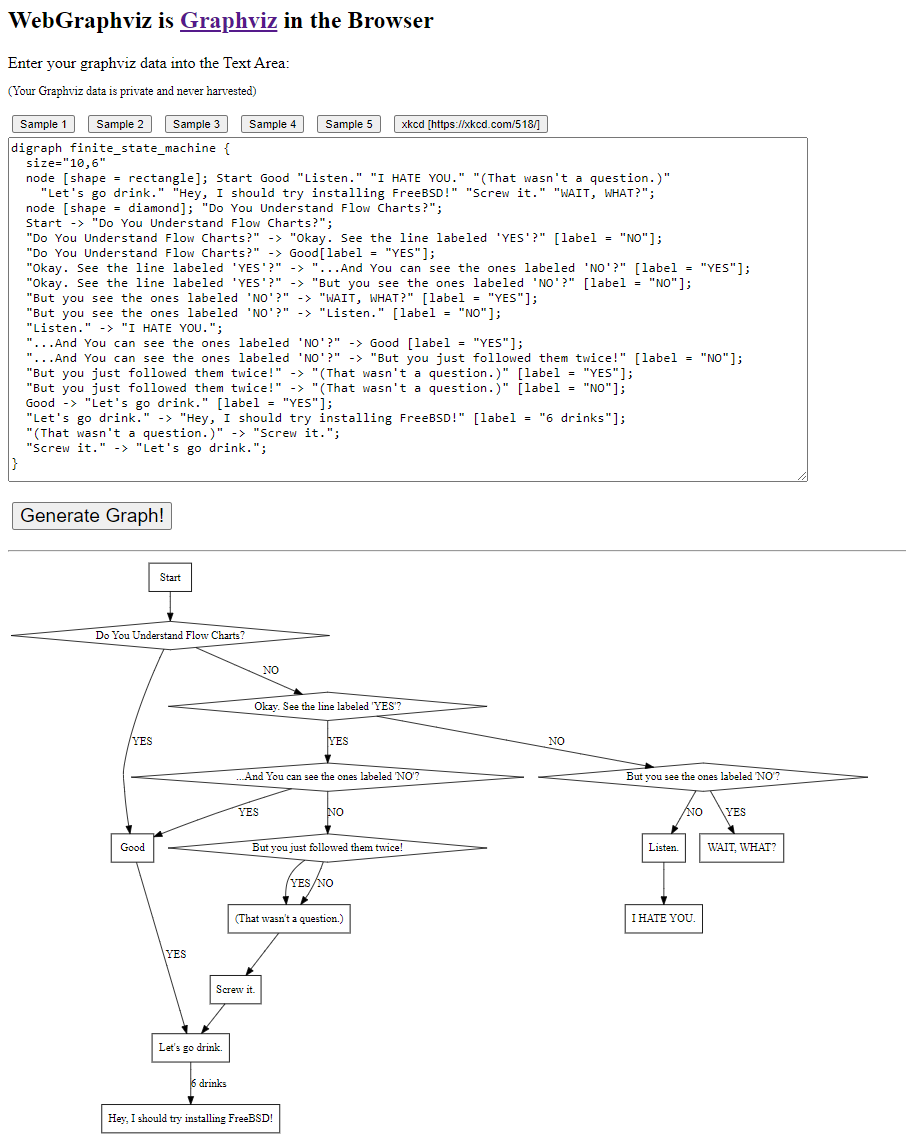 WebGraphviz is Graphviz in the Browser
Enter your graphviz data into the Text Area:
(Your Graphviz data is private and never harvested)
Sample 1 Sample 2 Sample 3 Sample 4 Sample 5 xkcd [https://xkcd.com/518/]
digraph finite_state_machine {
  size="10,6"
  node [shape = rectangle]; Start Good "Listen." "I HATE YOU." "(That wasn't a question.)"
    "Let's go drink." "Hey, I should try installing FreeBSD!" "Screw it." "WAIT, WHAT?";
  node [shape = diamond]; "Do You Understand Flow Charts?";
  Start -> "Do You Understand Flow Charts?";
  "Do You Understand Flow Charts?" -> "Okay. See the line labeled 'YES'?" [label = "NO"];
  "Do You Understand Flow Charts?" -> Good[label = "YES"];
  "Okay. See the line labeled 'YES'?" -> "...And You can see the ones labeled 'NO'?" [label = "YES"];
  "Okay. See the line labeled 'YES'?" -> "But you see the ones labeled 'NO'?" [label = "NO"];
  "But you see the ones labeled 'NO'?" -> "WAIT, WHAT?" [label = "YES"];
  "But you see the ones labeled 'NO'?" -> "Listen." [label = "NO"];
  "Listen." -> "I HATE YOU.";
  "...And You can see the ones labeled 'NO'?" -> Good [label = "YES"];
  "...And You can see the ones labeled 'NO'?" -> "But you just followed them twice!" [label = "NO"];
  "But you just followed them twice!" -> "(That wasn't a question.)" [label = "YES"];
  "But you just followed them twice!" -> "(That wasn't a question.)" [label = "NO"];
  Good -> "Let's go drink." [label = "YES"];
  "Let's go drink." -> "Hey, I should try installing FreeBSD!" [label = "6 drinks"];
  "(That wasn't a question.)" -> "Screw it.";
  "Screw it." -> "Let's go drink.";
}
Generate Graph!
Start
Do You Understand Flow Charts?
NO
Okay. See the line labeled 'YES'?
YES YES NO
...And You can see the ones labeled 'NO'? But you see the ones labeled 'NO'?
YES NO NO YES
Good But you just followed them twice! Listen. WAIT, WHAT?
YES NO
(That wasn't a question.) I HATE YOU.
YES
Screw it.
Let's go drink.
6 drinks
Hey, I should try installing FreeBSD!